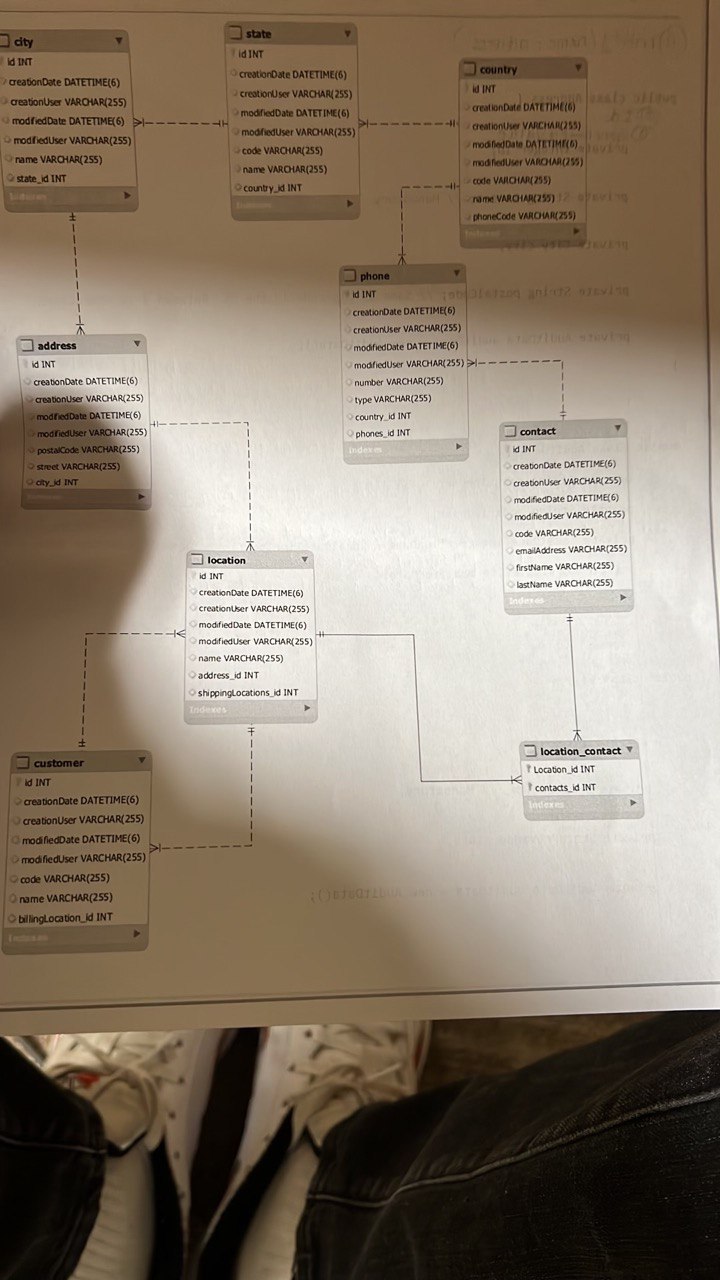 city
id INT
creationDate DATETIME(6)
creationUser VARCHAR(255)
modifiedDate DATETIME(6)
modifiedUser VARCHAR(255)
name VARCHAR(255)
state_id INT
Indexes
state
id INT
creationDate DATETIME(6)
creationUser VARCHAR(255)
modifiedDate DATETIME(6)
modifiedUser VARCHAR(255)
code VARCHAR(255)
name VARCHAR(255)
country_id INT
Indexes
country
id INT
creationDate DATETIME(6)
creationUser VARCHAR(255)
modifiedDate DATETIME(6)
modifiedUser VARCHAR(255)
code VARCHAR(255)
name VARCHAR(255)
phoneCode VARCHAR(255)
Indexes
phone
id INT
creationDate DATETIME(6)
creationUser VARCHAR(255)
modifiedDate DATETIME(6)
modifiedUser VARCHAR(255)
number VARCHAR(255)
type VARCHAR(255)
country_id INT
phones_id INT
Indexes
address
id INT
creationDate DATETIME(6)
creationUser VARCHAR(255)
modifiedDate DATETIME(6)
modifiedUser VARCHAR(255)
postalCode VARCHAR(255)
street VARCHAR(255)
city_id INT
Indexes
contact
id INT
creationDate DATETIME(6)
creationUser VARCHAR(255)
modifiedDate DATETIME(6)
modifiedUser VARCHAR(255)
code VARCHAR(255)
emailAddress VARCHAR(255)
firstName VARCHAR(255)
lastName VARCHAR(255)
Indexes
location
id INT
creationDate DATETIME(6)
creationUser VARCHAR(255)
modifiedDate DATETIME(6)
modifiedUser VARCHAR(255)
name VARCHAR(255)
address_id INT
shippingLocations_id INT
Indexes
location_contact
Location_id INT
contacts_id INT
Indexes
customer
id INT
creationDate DATETIME(6)
creationUser VARCHAR(255)
modifiedDate DATETIME(6)
modifiedUser VARCHAR(255)
code VARCHAR(255)
name VARCHAR(255)
billingLocation_id INT
Indexes